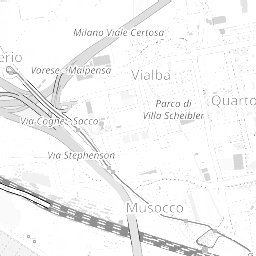 Milano Viale Certosa
erio
Varese - Malpensa
Vialba
Parco di
Villa Scheibler
Quarto
Via Cogne, Sacco
Via Stephenson
Musocco